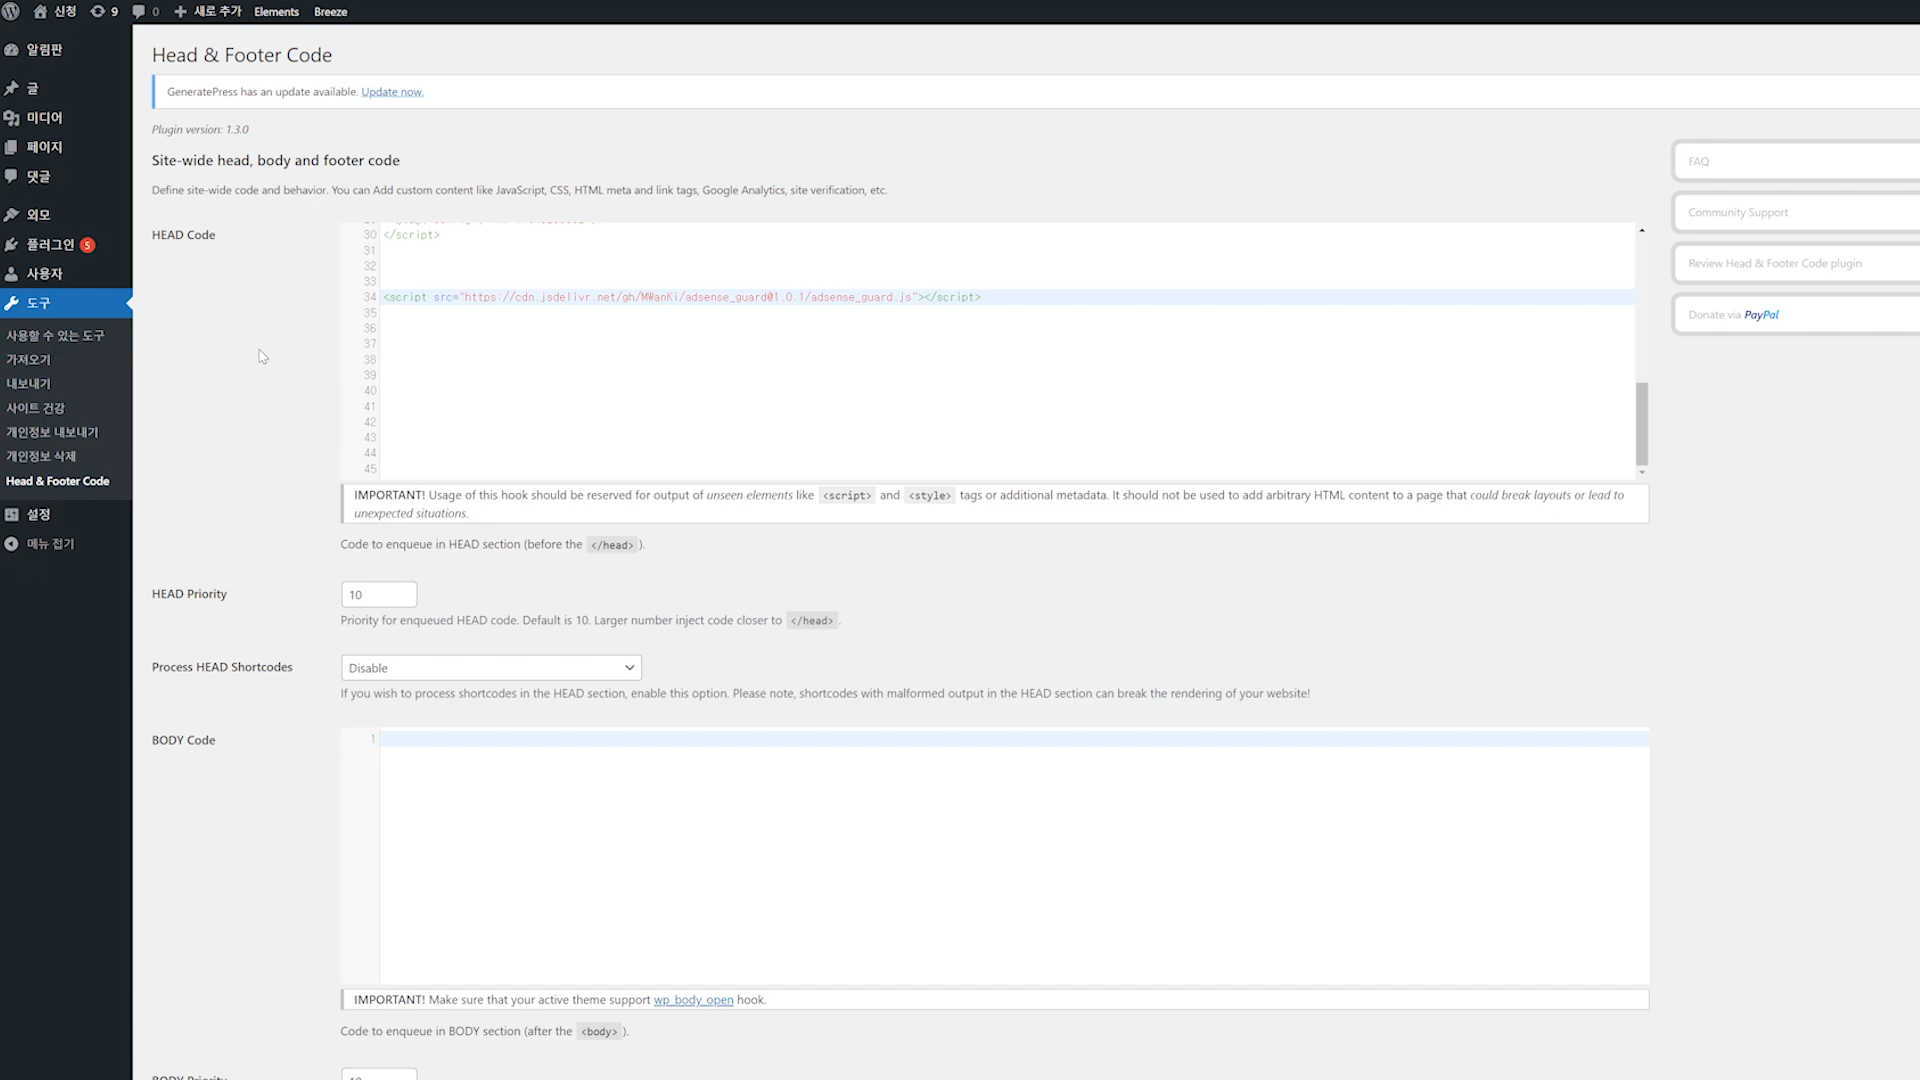 신청 9 0 새로 추가 Elements Breeze
알림판
글
미디어
페이지
댓글
외모
플러그인 5
사용자
도구
사용할 수 있는 도구
가져오기
내보내기
사이트 건강
개인정보 내보내기
개인정보 삭제
Head & Footer Code
설정
메뉴 접기
Head & Footer Code
GeneratePress has an update available. Update now.
Plugin version: 1.3.0
Site-wide head, body and footer code
Define site-wide code and behavior. You can Add custom content like JavaScript, CSS, HTML meta and link tags, Google Analytics, site verification, etc.
HEAD Code
30 </script>
31
32
33
34 <script src="https://cdn.jsdelivr.net/gh/MWanKi/adsense_guard@1.0.1/adsense_guard.js"></script>
35
36
37
38
39
40
41
42
43
44
45
IMPORTANT! Usage of this hook should be reserved for output of unseen elements like <script> and <style> tags or additional metadata. It should not be used to add arbitrary HTML content to a page that could break layouts or lead to
unexpected situations.
Code to enqueue in HEAD section (before the </head> ).
HEAD Priority
10
Priority for enqueued HEAD code. Default is 10. Larger number inject code closer to </head> .
Process HEAD Shortcodes
Disable
If you wish to process shortcodes in the HEAD section, enable this option. Please note, shortcodes with malformed output in the HEAD section can break the rendering of your website!
BODY Code
1
IMPORTANT! Make sure that your active theme support wp_body_open hook.
Code to enqueue in BODY section (after the <body> ).
BODY Priority
10
FAQ
Community Support
Review Head & Footer Code plugin
Donate via PayPal